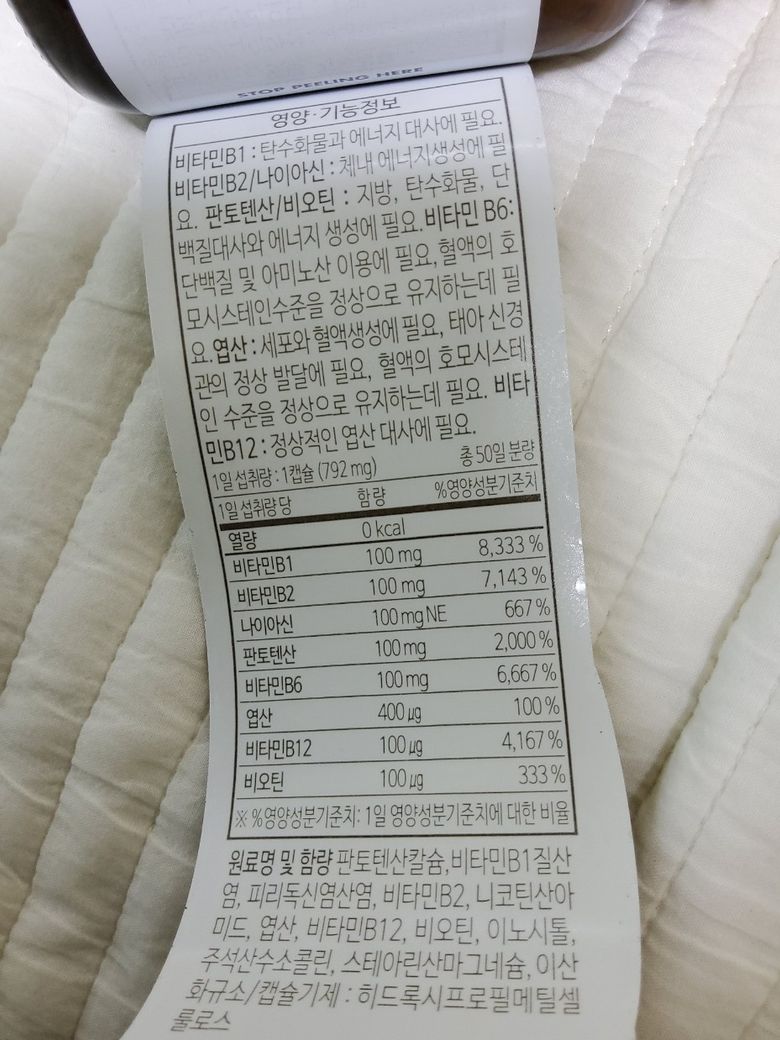 STOP PEELING HERE
영양·기능정보
비타민B1 : 탄수화물과 에너지 대사에 필요.
비타민B2/나이아신 : 체내 에너지생성에 필
요. 판토텐산/비오틴 : 지방, 탄수화물, 단
백질대사와 에너지 생성에 필요. 비타민 B6:
단백질 및 아미노산 이용에 필요, 혈액의 호
모시스테인수준을 정상으로 유지하는데 필
요. 엽산 : 세포와 혈액생성에 필요, 태아 신경
관의 정상 발달에 필요, 혈액의 호모시스테
인 수준을 정상으로 유지하는데 필요. 비타
민B12 : 정상적인 엽산 대사에 필요.
1일 섭취량 : 1캡슐 (792 mg) 총 50일 분량
1일 섭취량당 함량 %영양성분기준치
열량 0 kcal
비타민B1 100 mg 8,333 %
비타민B2 100 mg 7,143 %
나이아신 100 mg NE 667 %
판토텐산 100 mg 2,000 %
비타민B6 100 mg 6,667 %
엽산 400 μg 100 %
비타민B12 100 μg 4,167 %
비오틴 100 μg 333 %
※ %영양성분기준치: 1일 영양성분기준치에 대한 비율
원료명 및 함량 판토텐산칼슘, 비타민B1질산
염, 피리독신염산염, 비타민B2, 니코틴산아
미드, 엽산, 비타민B12, 비오틴, 이노시톨,
주석산수소콜린, 스테아린산마그네슘, 이산
화규소/캡슐기제 : 히드록시프로필메틸셀
룰로스